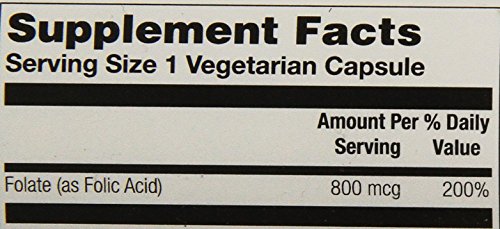 Supplement Facts
Serving Size 1 Vegetarian Capsule
Amount Per % Daily
Serving Value
Folate (as Folic Acid) 800 mcg 200%